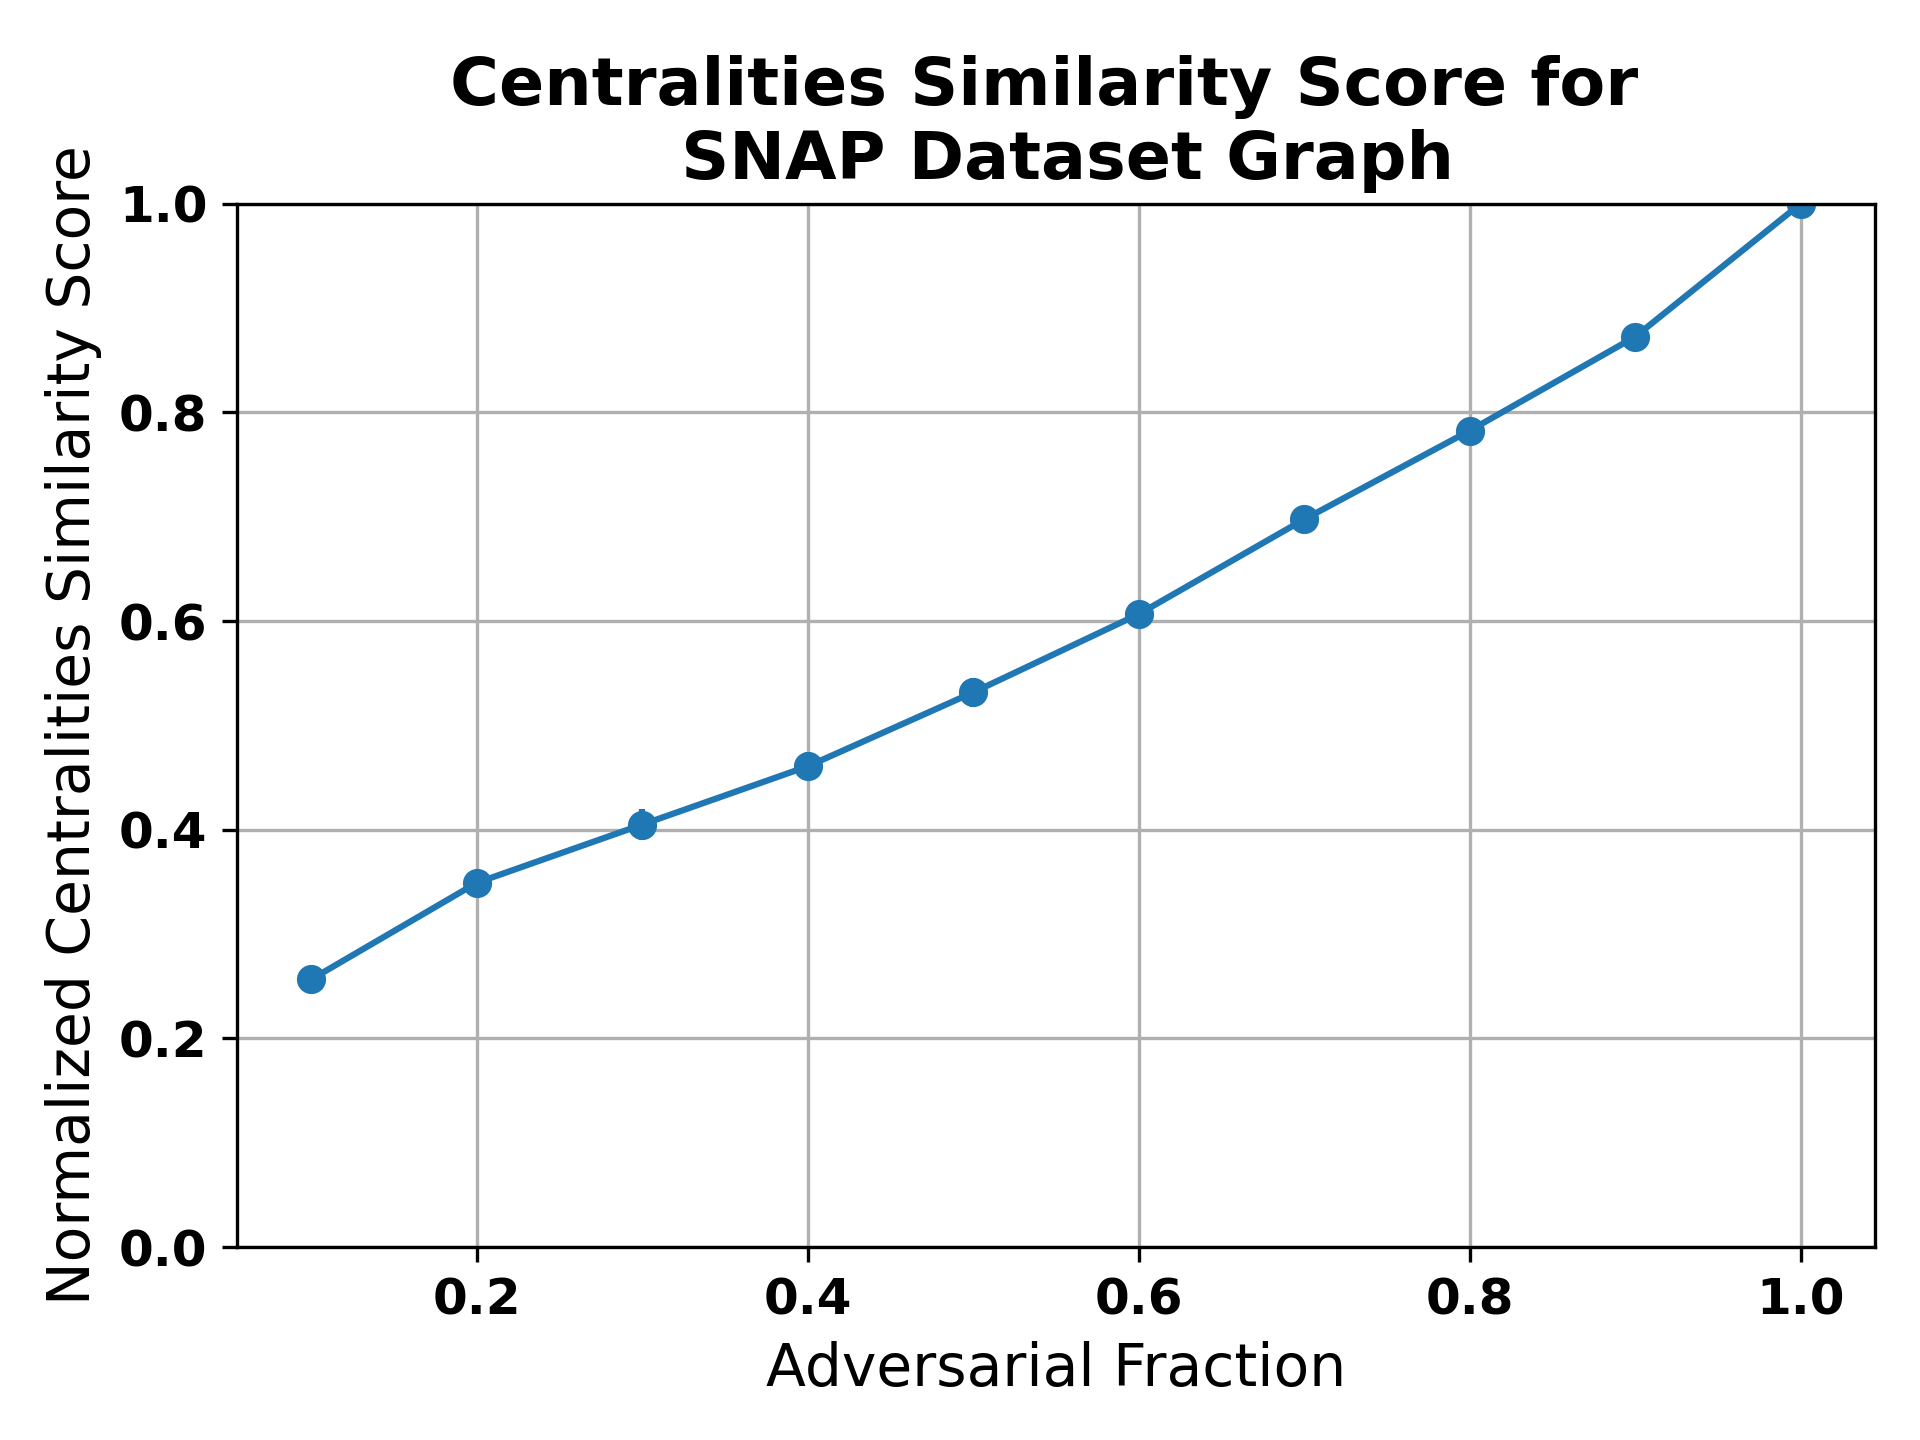 Centralities Similarity Score for
SNAP Dataset Graph
Normalized Centralities Similarity Score
1.0
0.8
0.6
0.4
0.2
0.0
0.2 0.4 0.6 0.8 1.0
Adversarial Fraction